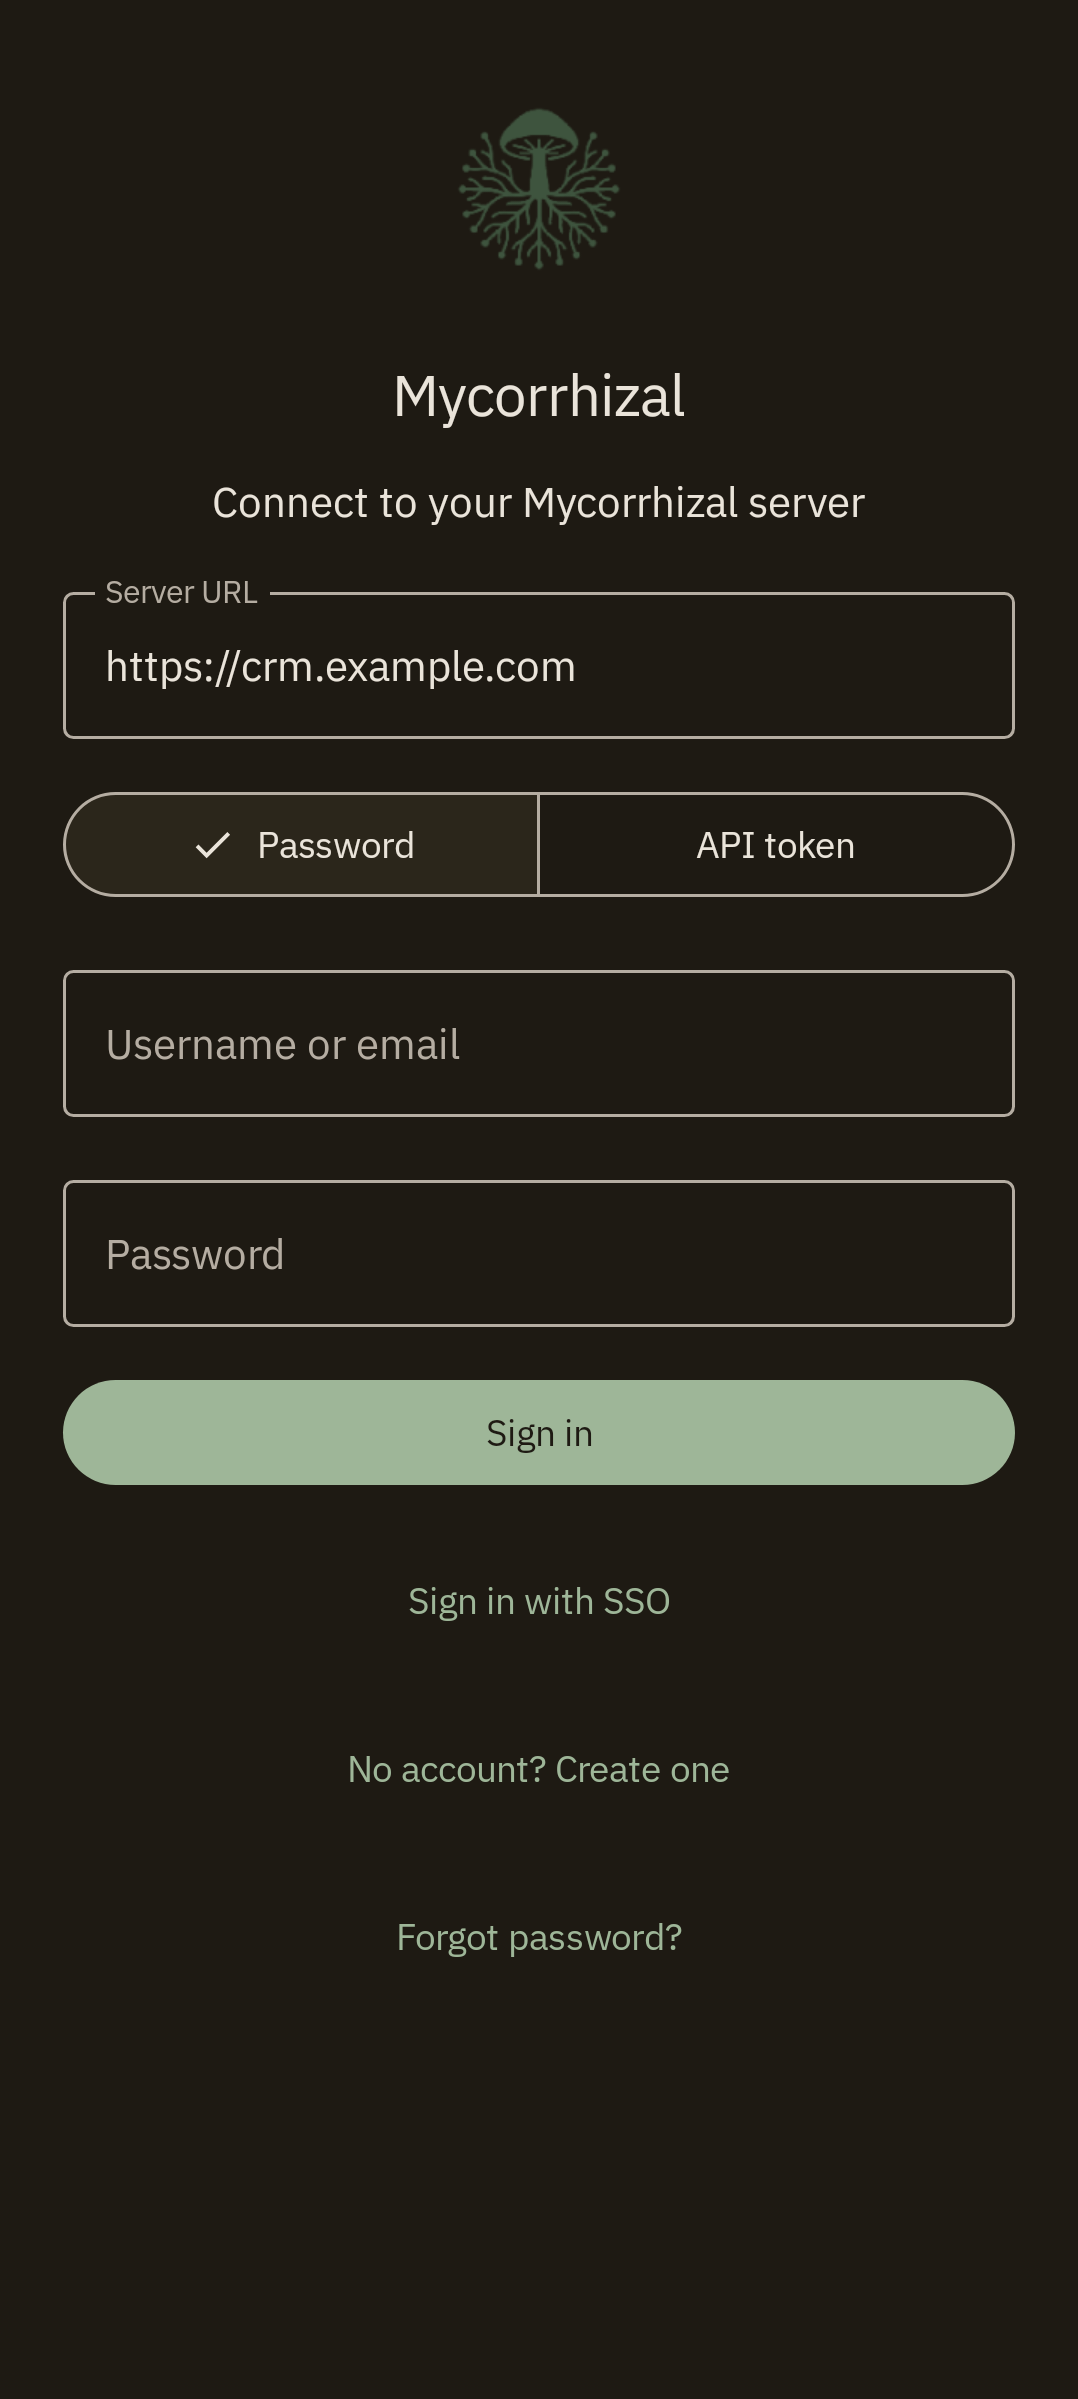 Mycorrhizal
Connect to your Mycorrhizal server
Server URL
https://crm.example.com
Password
API token
Username or email
Password
Sign in
Sign in with SSO
No account? Create one
Forgot password?